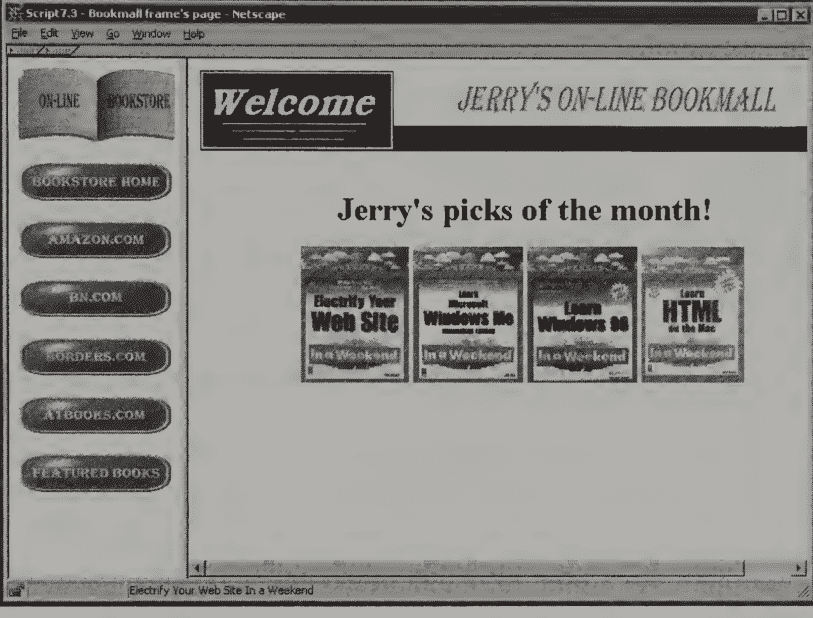 Script7.3 - Bookmall frame's page - Netscape
File Edit View Go Window Help
ON-LINE BOOKSTORE
BOOKSTORE HOME
AMAZON.COM
BN.COM
BORDERS.COM
ATBOOKS.COM
FEATURED BOOKS
Welcome
JERRY'S ON-LINE BOOKMALL
Jerry's picks of the month!
Electrify Your
Web Site
In a Weekend
Learn
Microsoft
Windows Me
In a Weekend
Learn
Windows 98
In a Weekend
Learn
HTML
on the Mac
In a Weekend
Electrify Your Web Site In a Weekend